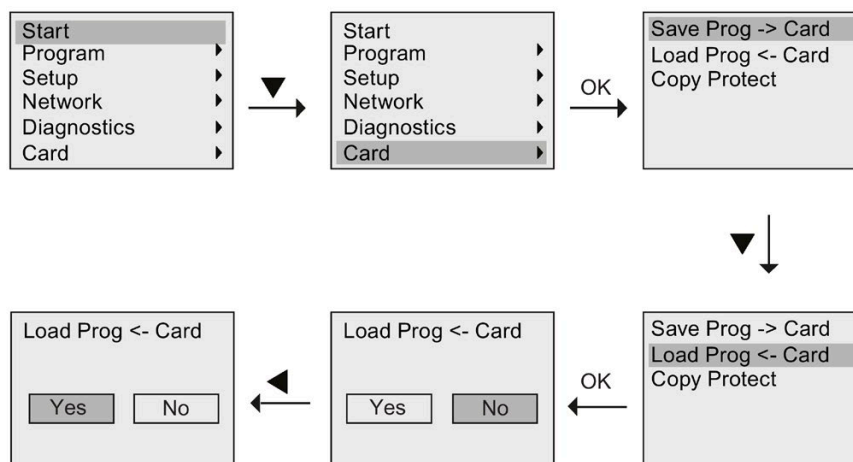 Start
Program
Setup
Network
Diagnostics
Card
Start
Program
Setup
Network
Diagnostics
Card
OK
Save Prog -> Card
Load Prog <- Card
Copy Protect
Load Prog <- Card
Yes No
Load Prog <- Card
Yes No
OK
Save Prog -> Card
Load Prog <- Card
Copy Protect